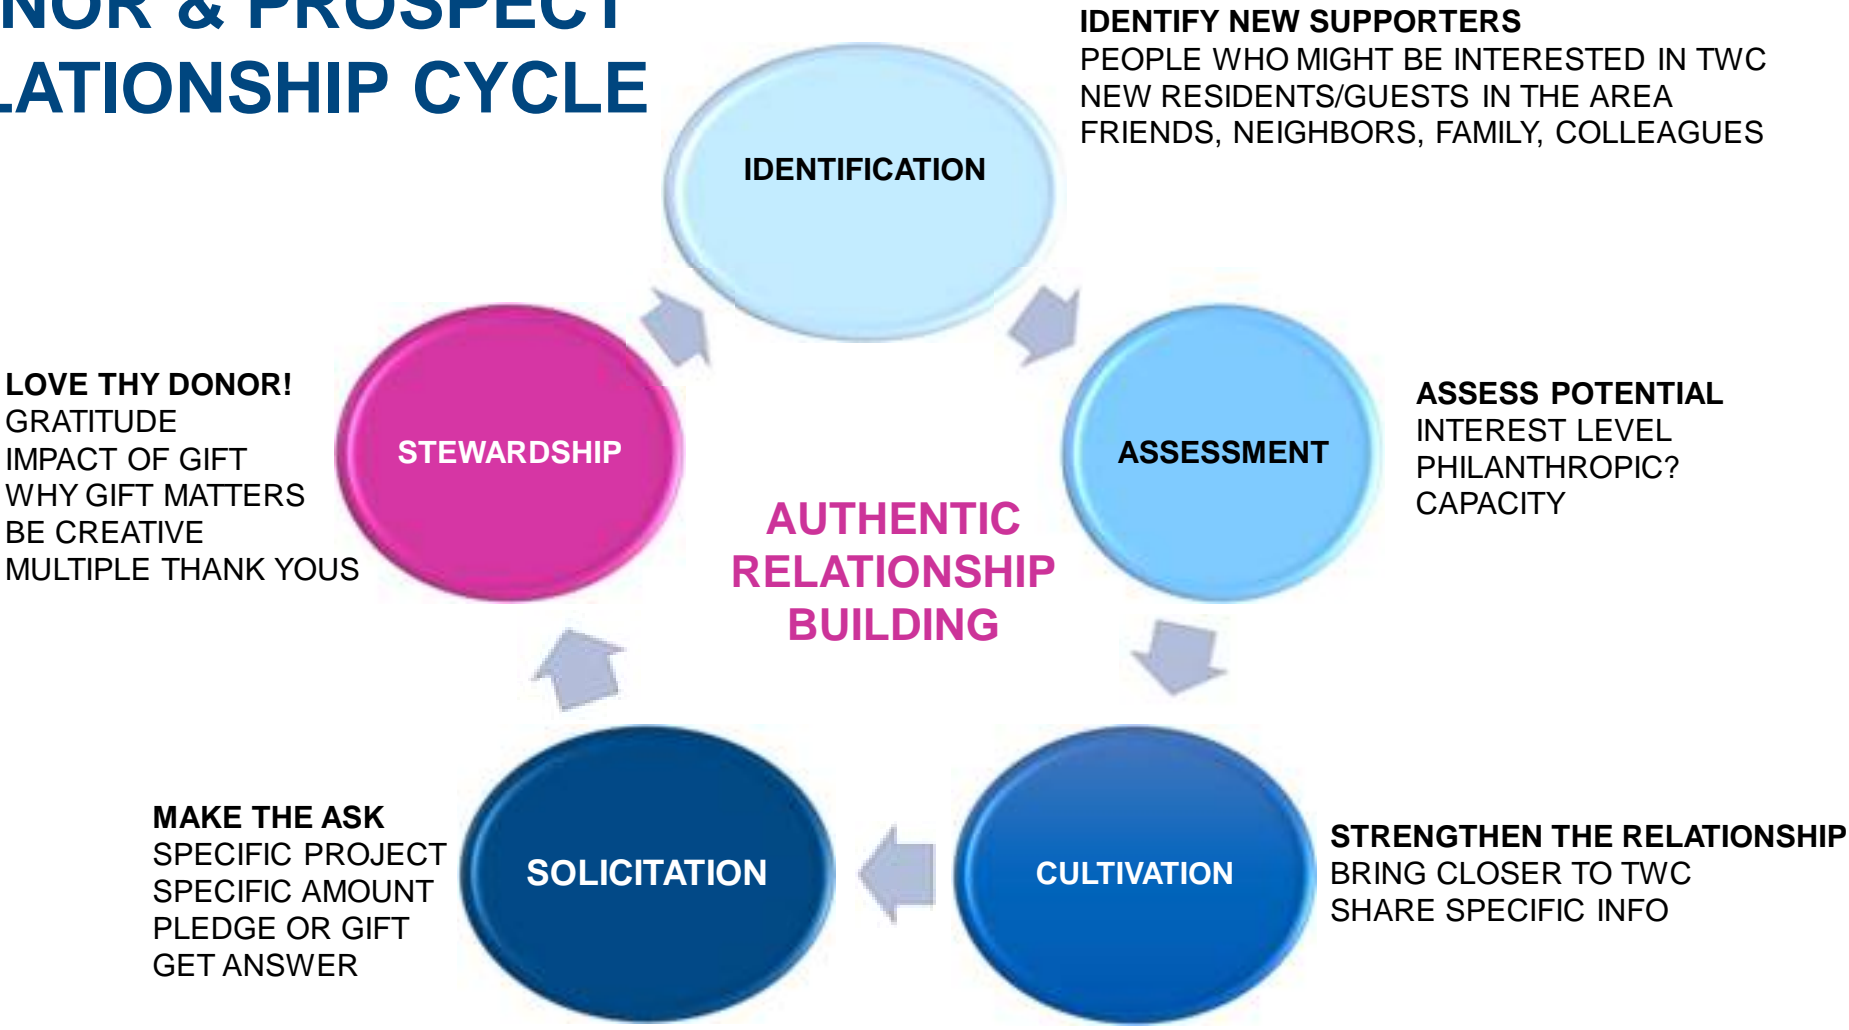 NOR & PROSPECT
LATIONSHIP CYCLE
IDENTIFY NEW SUPPORTERS
PEOPLE WHO MIGHT BE INTERESTED IN TWC
NEW RESIDENTS/GUESTS IN THE AREA
FRIENDS, NEIGHBORS, FAMILY, COLLEAGUES
IDENTIFICATION
ASSESSMENT
ASSESS POTENTIAL
INTEREST LEVEL
PHILANTHROPIC?
CAPACITY
CULTIVATION
STRENGTHEN THE RELATIONSHIP
BRING CLOSER TO TWC
SHARE SPECIFIC INFO
SOLICITATION
MAKE THE ASK
SPECIFIC PROJECT
SPECIFIC AMOUNT
PLEDGE OR GIFT
GET ANSWER
STEWARDSHIP
LOVE THY DONOR!
GRATITUDE
IMPACT OF GIFT
WHY GIFT MATTERS
BE CREATIVE
MULTIPLE THANK YOUS
AUTHENTIC
RELATIONSHIP
BUILDING